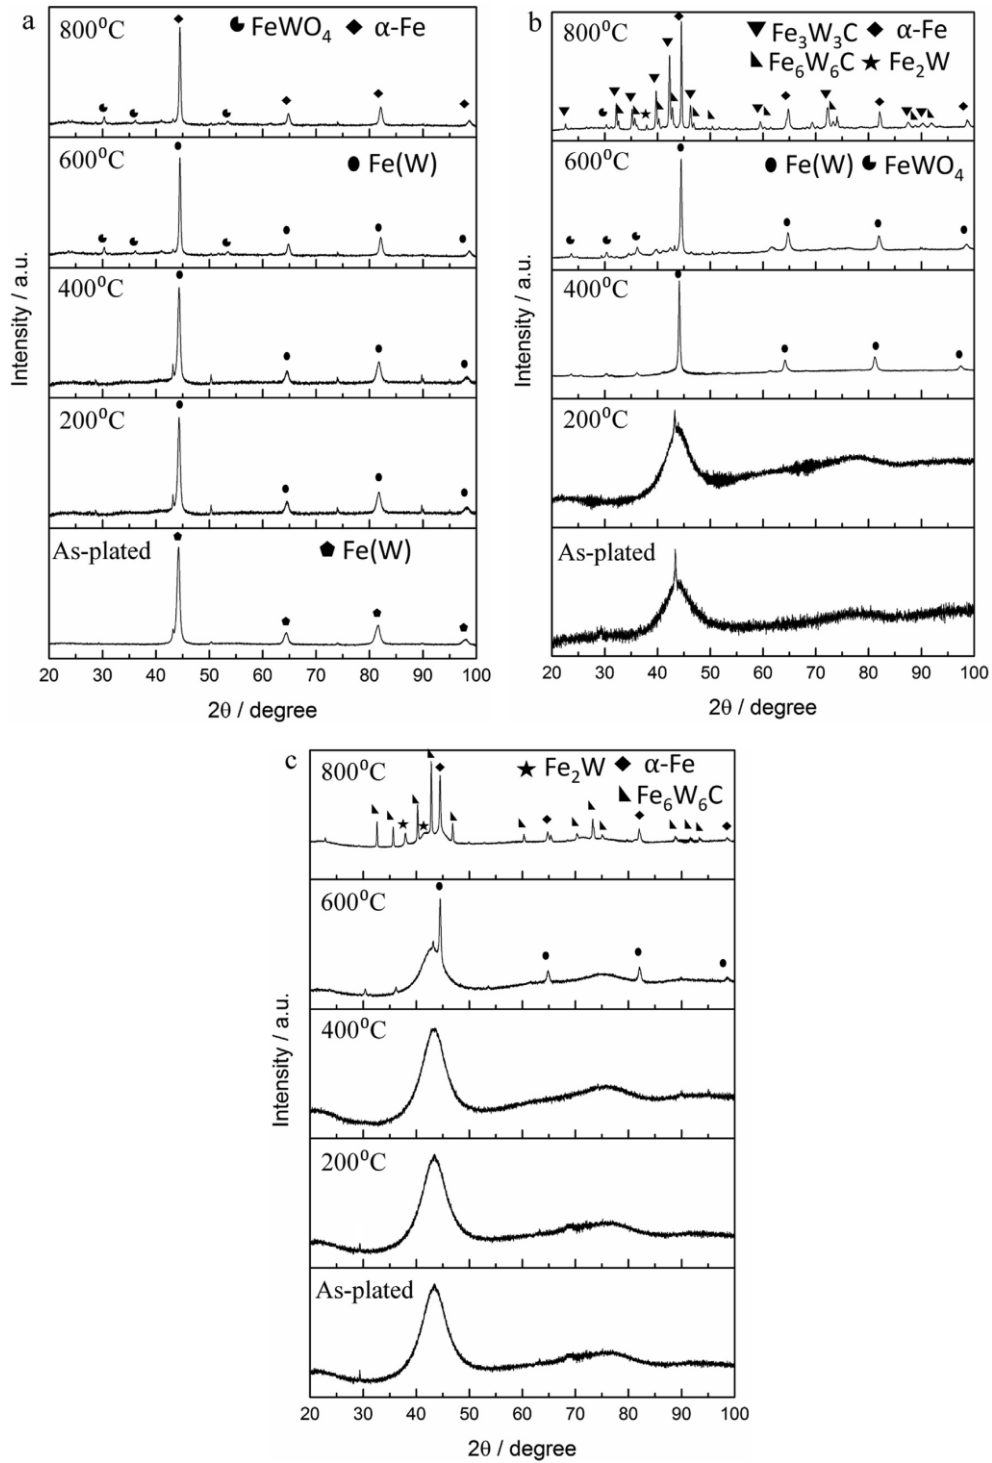 a
800⁰C
FeWO₄
α-Fe
600⁰C
Fe(W)
400⁰C
200⁰C
As-plated
Fe(W)
Intensity / a.u.
20 30 40 50 60 70 80 90 100
2θ / degree
b
800⁰C
Fe₃W₃C
α-Fe
Fe₆W₆C
Fe₂W
600⁰C
Fe(W)
FeWO₄
400⁰C
200⁰C
As-plated
Intensity / a.u.
20 30 40 50 60 70 80 90 100
2θ / degree
c
800⁰C
Fe₂W
α-Fe
Fe₆W₆C
600⁰C
400⁰C
200⁰C
As-plated
Intensity / a.u.
20 30 40 50 60 70 80 90 100
2θ / degree